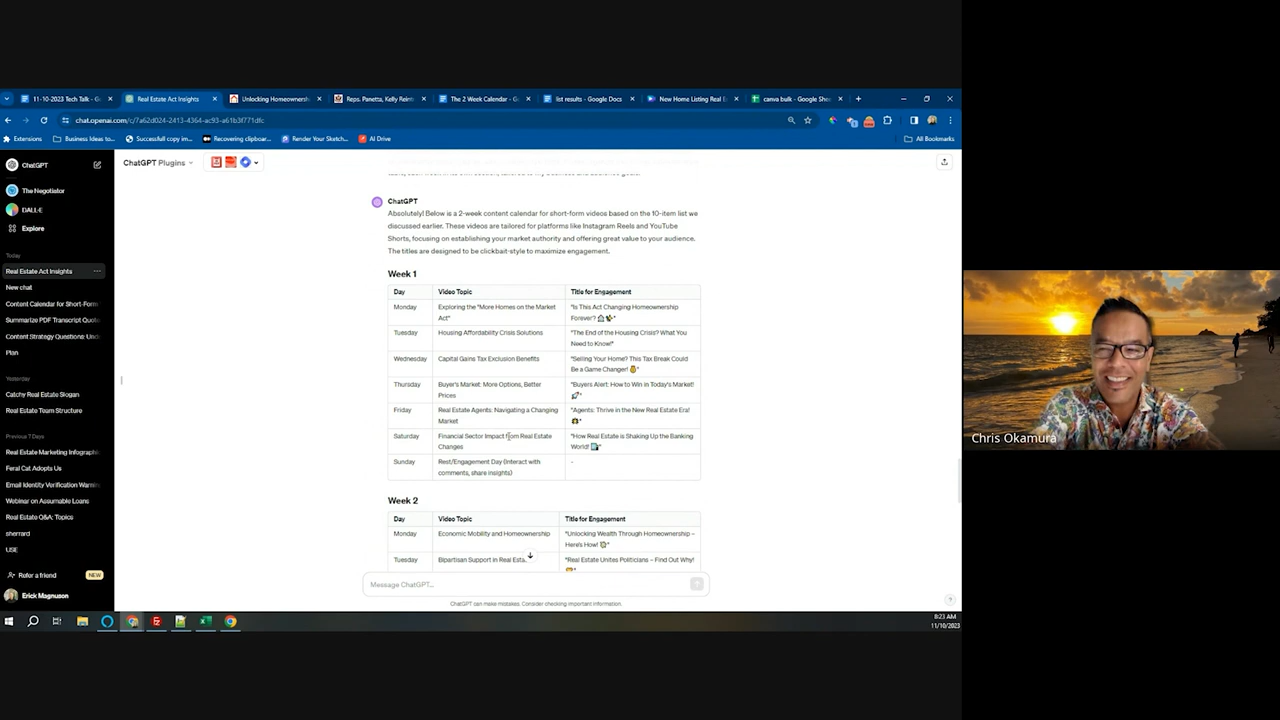 11-10-2023 Tech Talk - G
Real Estate Act Insights
Unlocking Homeownersh
Reps. Panetta, Kelly Rein
The 2 Week Calendar - G
list results - Google Docs
New Home Listing Real E
canva bulk - Google She
chat.openai.com/c/7a62d024-2413-4364-ac93-a61b3f771dfc
Extensions
Business Ideas to...
Successfull copy im...
Recovering clipboar...
Render Your Sketch...
AI Drive
All Bookmarks
ChatGPT
ChatGPT Plugins
The Negotiator
DALL·E
Explore
Today
Real Estate Act Insights
New chat
Content Calendar for Short-Form
Summarize PDF Transcript Quote
Content Strategy Questions: Und
Plan
Yesterday
Catchy Real Estate Slogan
Real Estate Team Structure
Previous 7 Days
Real Estate Marketing Infographi
Feral Cat Adopts Us
Email Identity Verification Warnin
Webinar on Assumable Loans
Real Estate Q&A: Topics
sherrard
USE
Refer a friend
NEW
Erick Magnuson
ChatGPT
Absolutely! Below is a 2-week content calendar for short-form videos based on the 10-item list we
discussed earlier. These videos are tailored for platforms like Instagram Reels and YouTube
Shorts, focusing on establishing your market authority and offering great value to your audience.
The titles are designed to be clickbait-style to maximize engagement.
Week 1
Day Video Topic Title for Engagement
Monday Exploring the "More Homes on the Market "Is This Act Changing Homeownership
Act" Forever? 🏠💸"
Tuesday Housing Affordability Crisis Solutions "The End of the Housing Crisis? What You
Need to Know!"
Wednesday Capital Gains Tax Exclusion Benefits "Selling Your Home? This Tax Break Could
Be a Game Changer! 💰"
Thursday Buyer's Market: More Options, Better "Buyers Alert: How to Win in Today's Market!
Prices 🚀"
Friday Real Estate Agents: Navigating a Changing "Agents: Thrive in the New Real Estate Era!
Market
Saturday Financial Sector Impact from Real Estate "How Real Estate is Shaking Up the Banking
Changes World! 🏦"
Sunday Rest/Engagement Day (Interact with -
comments, share insights)
Week 2
Day Video Topic Title for Engagement
Monday Economic Mobility and Homeownership "Unlocking Wealth Through Homeownership –
Here's How! "
Tuesday Bipartisan Support in Real Esta "Real Estate Unites Politicians – Find Out Why!
Message ChatGPT...
ChatGPT can make mistakes. Consider checking important information.
8:23 AM
11/10/2023
Chris Okamura